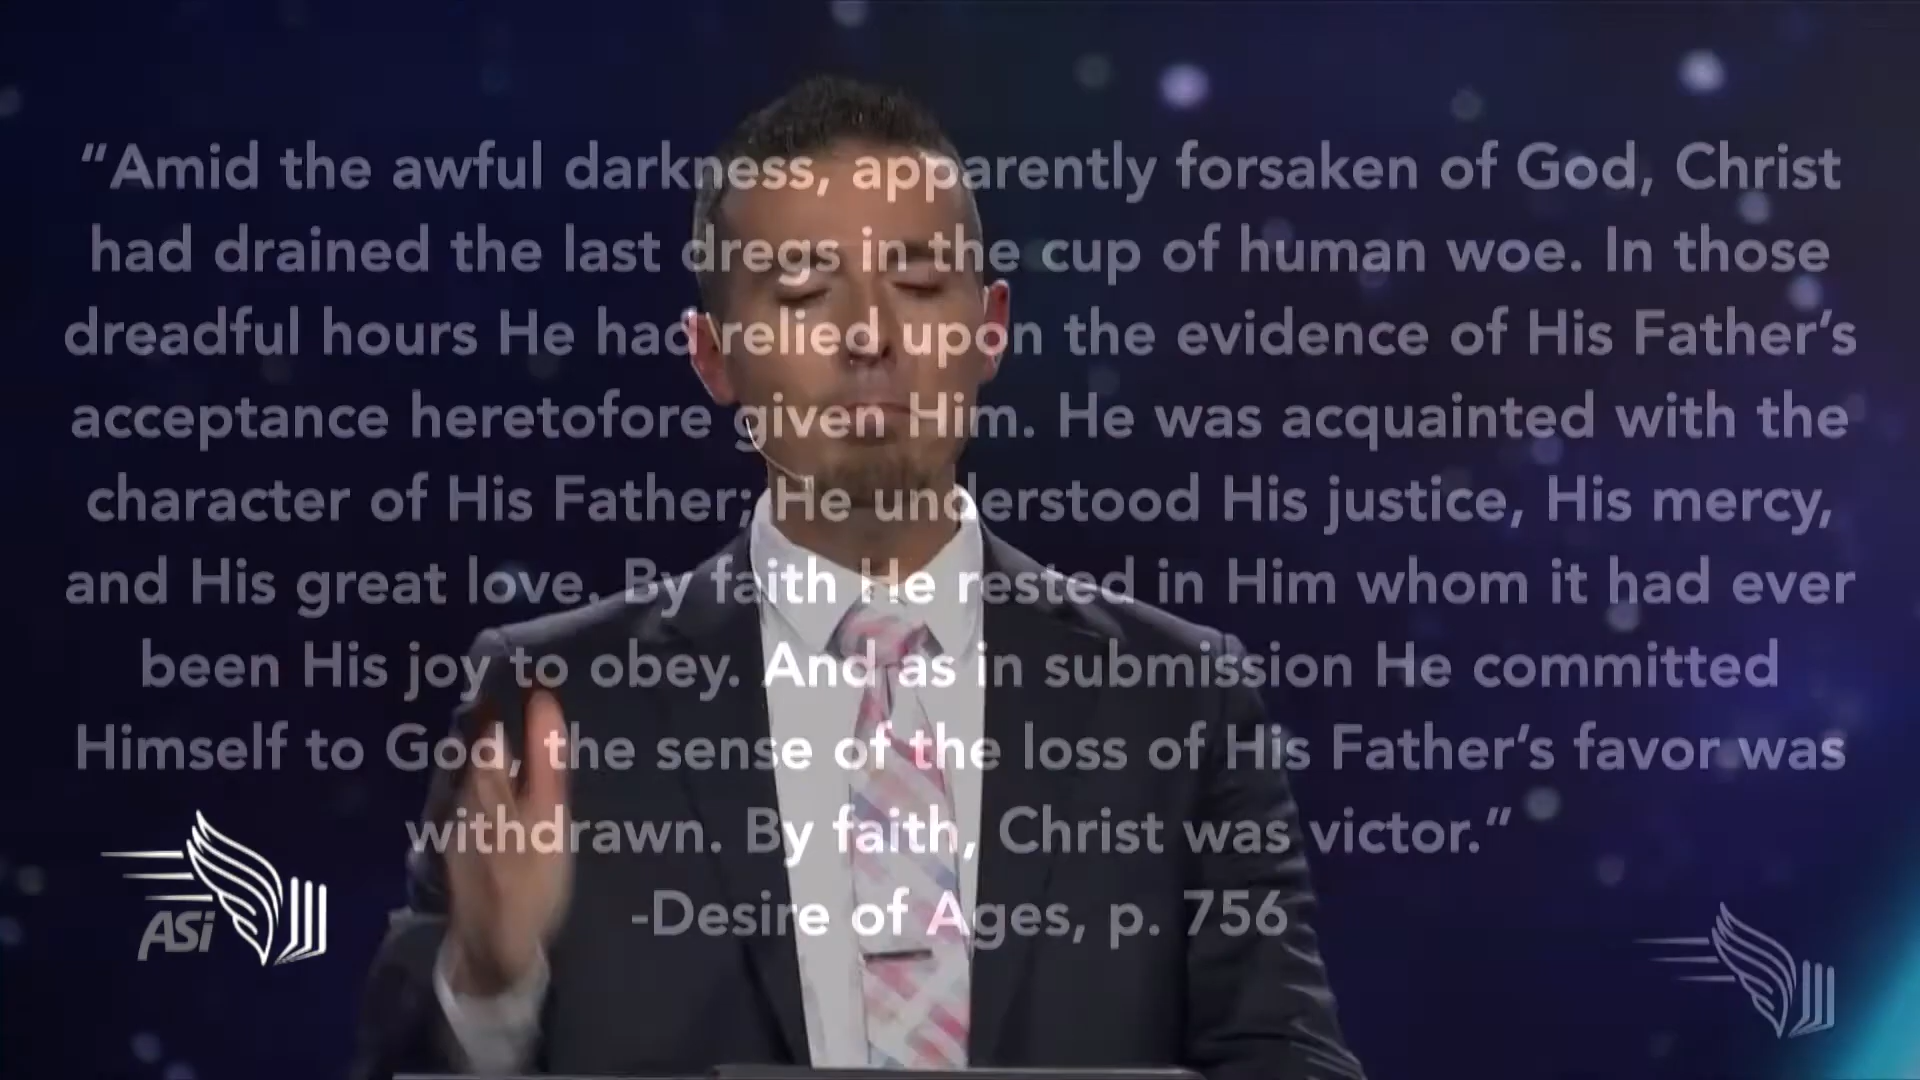 “Amid the awful darkness, apparently forsaken of God, Christ
had drained the last dregs in the cup of human woe. In those
dreadful hours He had relied upon the evidence of His Father’s
acceptance heretofore given Him. He was acquainted with the
character of His Father; He understood His justice, His mercy,
and His great love. By faith He rested in Him whom it had ever
been His joy to obey. And as in submission He committed
Himself to God, the sense of the loss of His Father’s favor was
withdrawn. By faith, Christ was victor.”
-Desire of Ages, p. 756
ASi